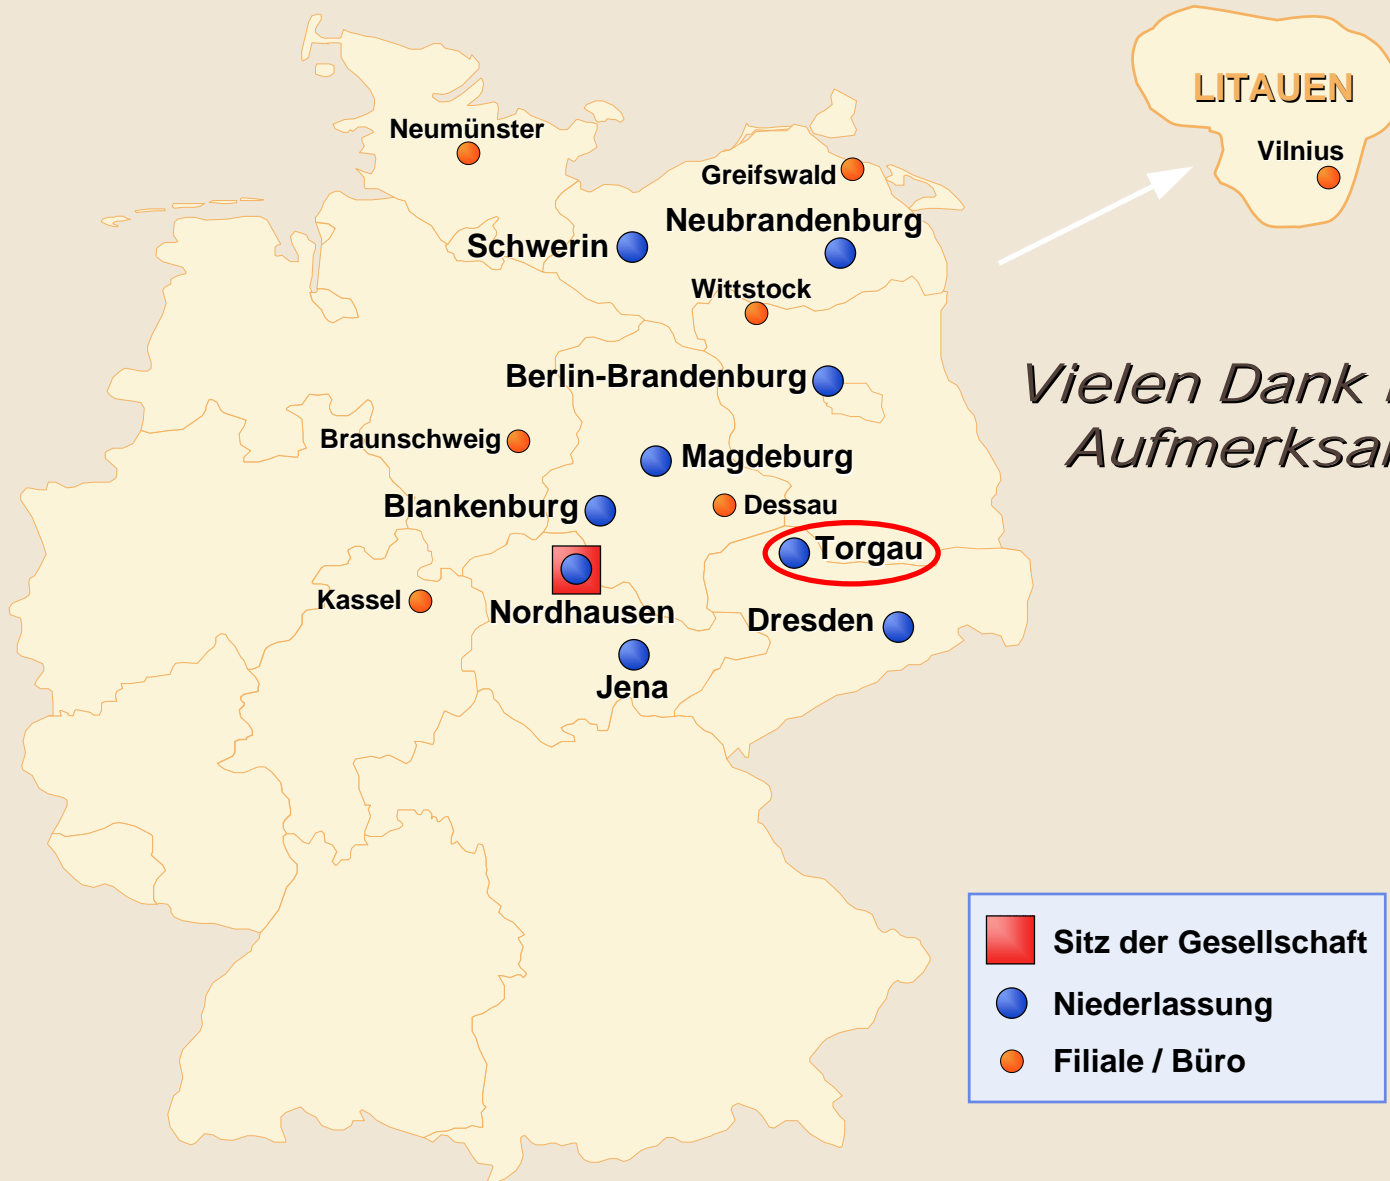 LITAUEN
Vilnius
Neumünster
Greifswald
Neubrandenburg
Schwerin
Wittstock
Berlin-Brandenburg
Vielen Dank
Braunschweig
Magdeburg
Blankenburg
Dessau
Torgau
Kassel
Nordhausen
Dresden
Jena
Sitz der Gesellschaft
Niederlassung
Filiale / Büro